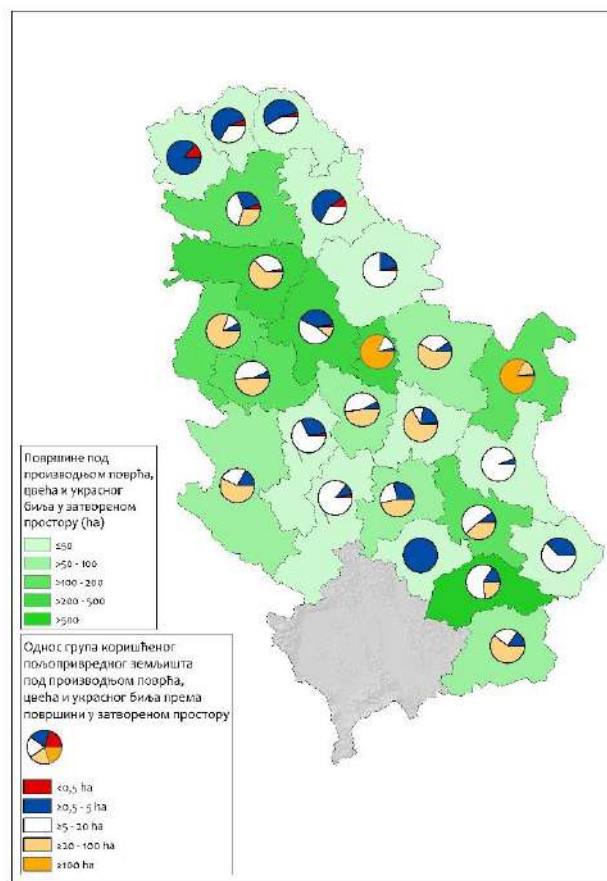 Површине под
производњом поврћа,
цвећа и украсног
биља у затвореном
простору (ha)
≤50
>50 - 100
>100 - 200
>200 - 500
>500
Однос група коришћеног
пољопривредног земљишта
под производњом поврћа,
цвећа и украсног биља према
површини у затвореном простору
<0,5 ha
≥0,5 - 5 ha
≥5 - 20 ha
≥20 - 100 ha
≥100 ha